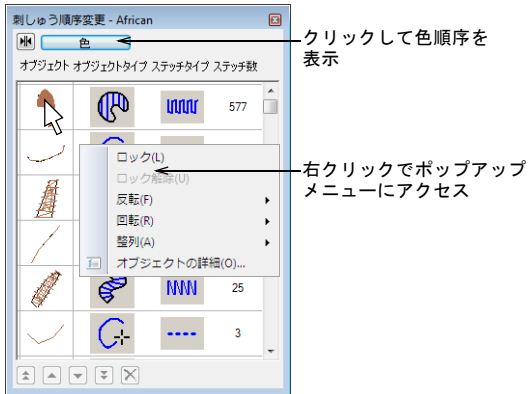 刺しゅう順序変更 - African
色
オブジェクト オブジェクトタイプ ステッチタイプ ステッチ数
577
ロック(L)
ロック解除(U)
反転(F)
回転(R)
整列(A)
オブジェクトの詳細(O)...
25
3
クリックして色順序を
表示
右クリックでポップアップ
メニューにアクセス